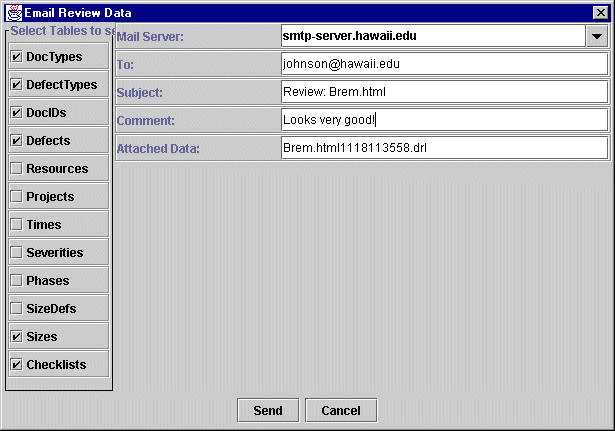 Email Review Data
Select Tables to se
DocTypes
DefectTypes
DocIDs
Defects
Resources
Projects
Times
Severities
Phases
SizeDefs
Sizes
Checklists
Mail Server: smtp-server.hawaii.edu
To: johnson@hawaii.edu
Subject: Review: Brem.html
Comment: Looks very good!
Attached Data: Brem.html1118113558.drl
Send Cancel